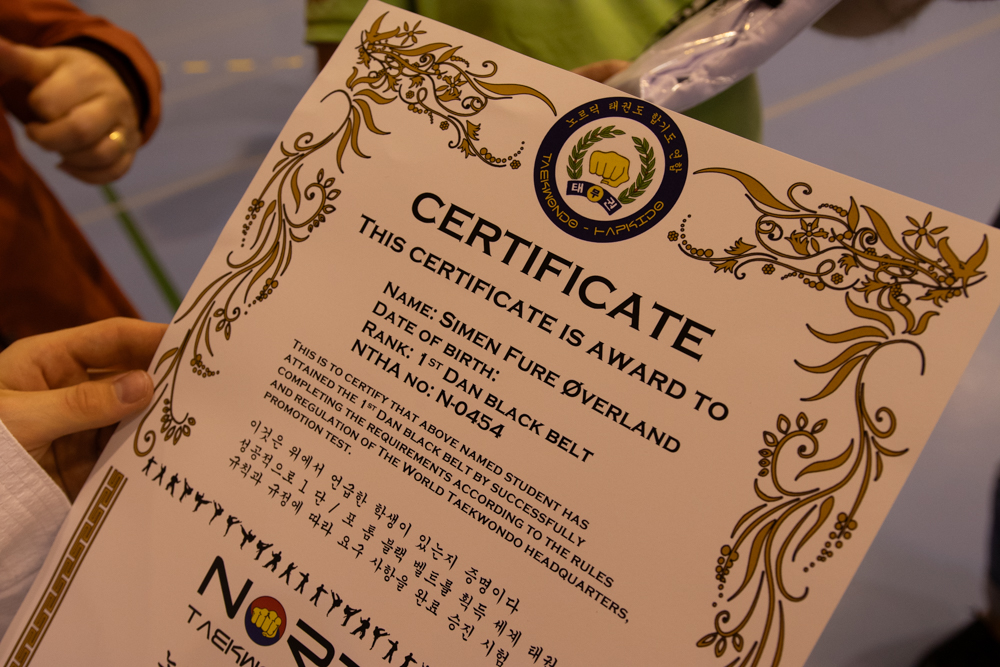 노르딕 태권도 합기도 연합
태 무 권
TAEKWONDO - HAPKIDO
CERTIFICATE
THIS CERTIFICATE IS AWARD TO
NAME: SIMEN FURE ØVERLAND
DATE OF BIRTH:
RANK: 1ST DAN BLACK BELT
NTHA NO: N-0454
THIS IS TO CERTIFY THAT ABOVE NAMED STUDENT HAS
ATTAINED THE 1ST DAN BLACK BELT BY SUCCESSFULLY
COMPLETING THE REQUIREMENTS ACCORDING TO THE RULES
AND REGULATION OF THE WORLD TAEKWONDO HEADQUARTERS,
PROMOTION TEST.
이것은 위에서 언급한 학생이 있는지 증명이다
성공적으로 1 단 / 포 품 블랙 벨트를 획득 세계 태권
규칙과 규정에 따라 요구 사항을 완료 승진 시험